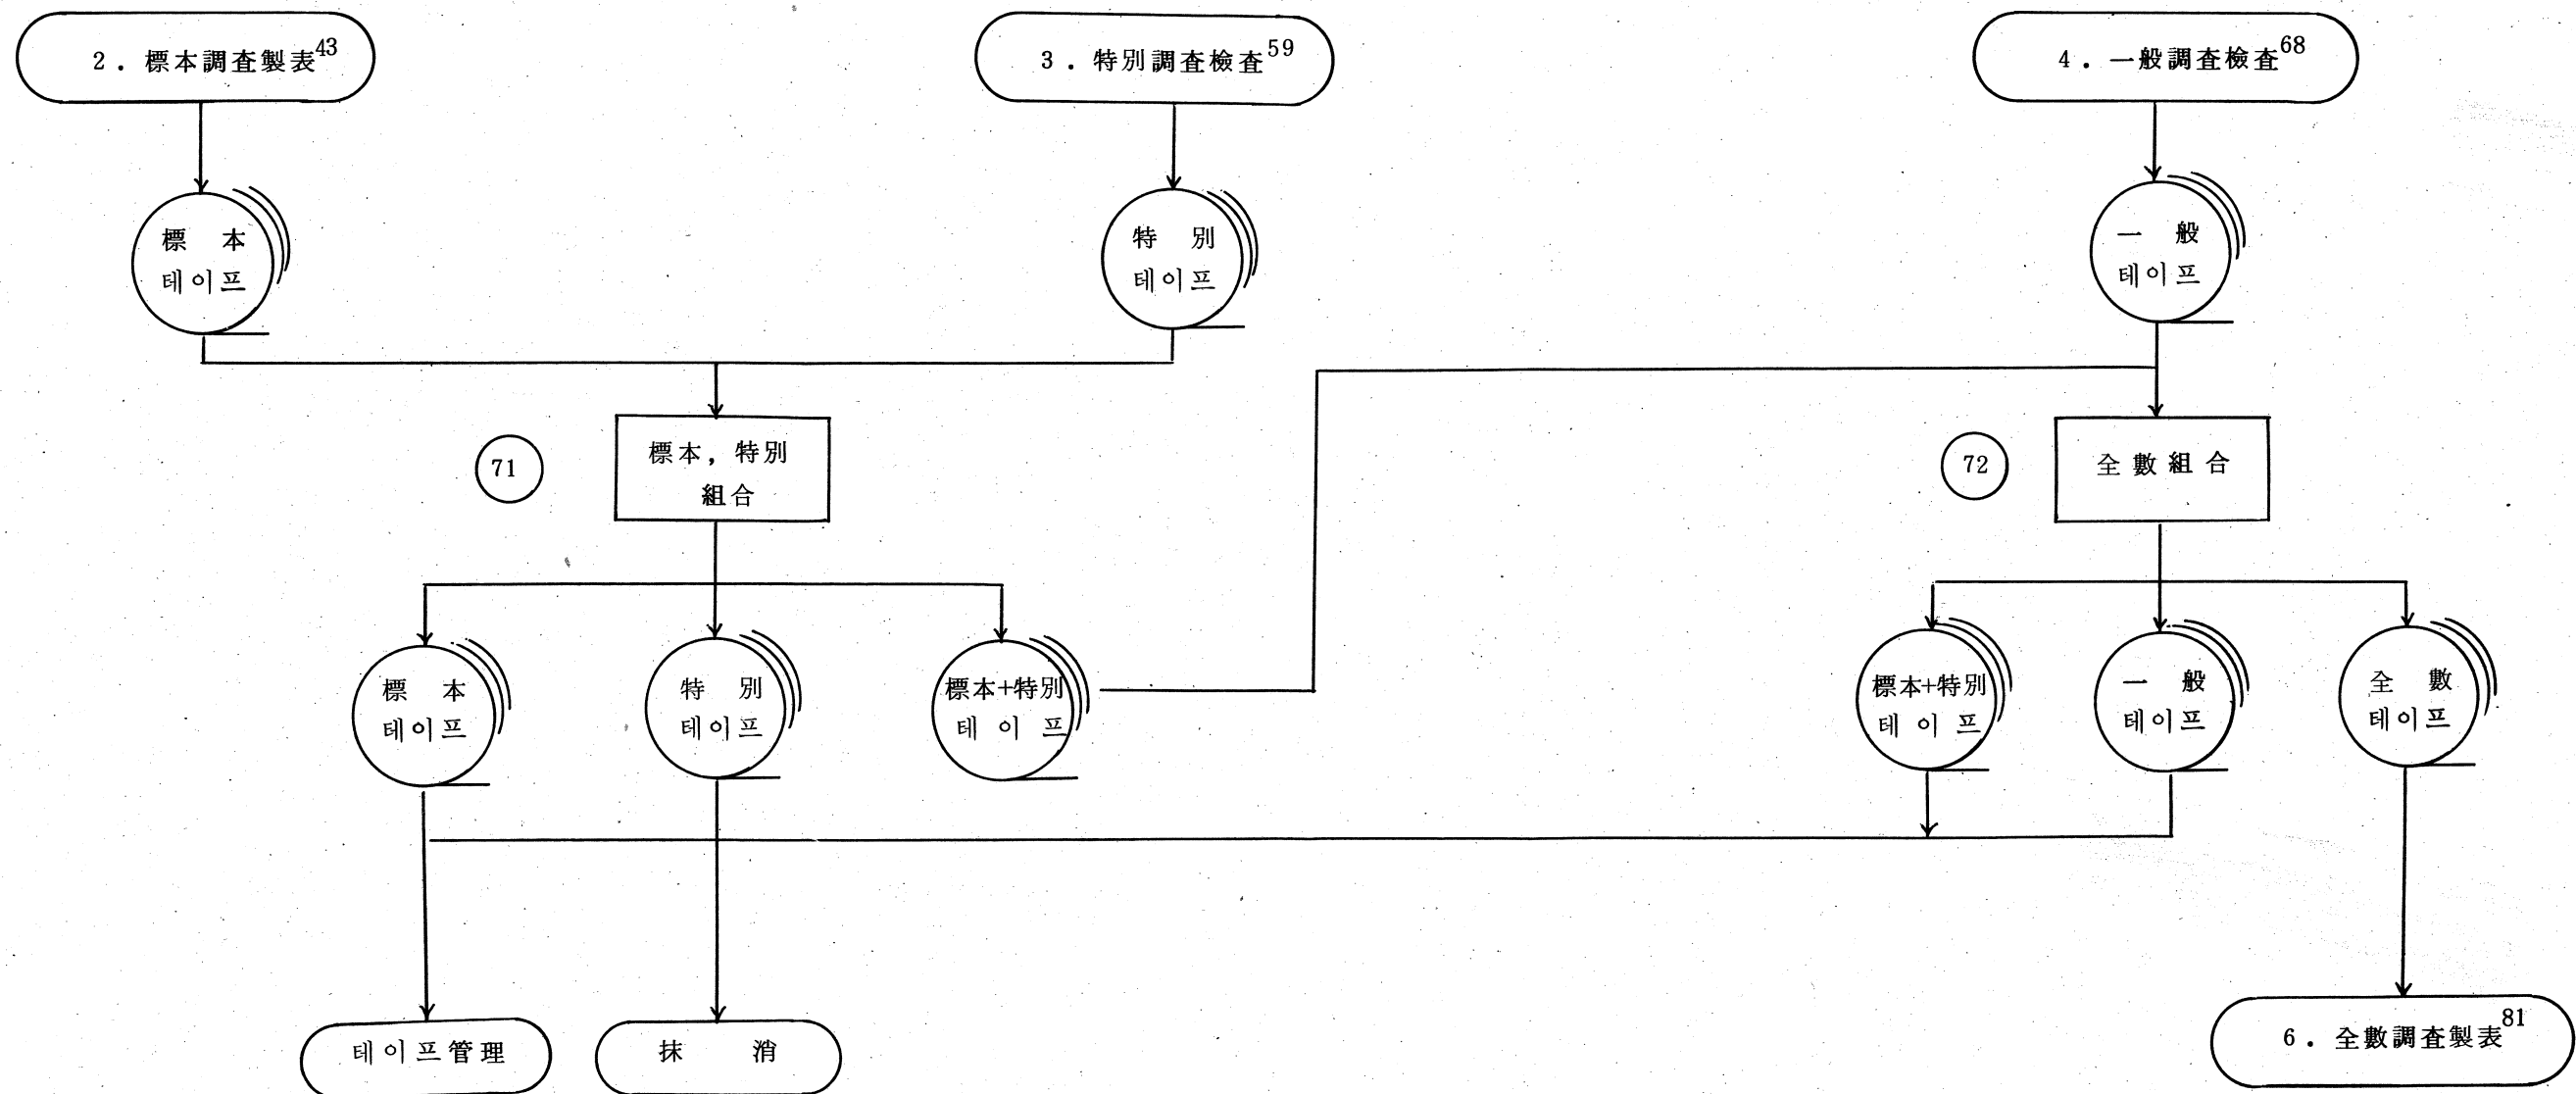 2．標本調査製表43
3．特別調査檢査59
4．一般調査檢査68
標 本
테이프
特 別
테이프
一 般
테이프
71
標本，特別
組合
72
全數組合
標 本
테이프
特 別
테이프
標本+特別
테 이 프
標本+特別
테 이 프
一 般
테이프
全 數
테이프
테이프管理
抹 消
6．全數調査製表81